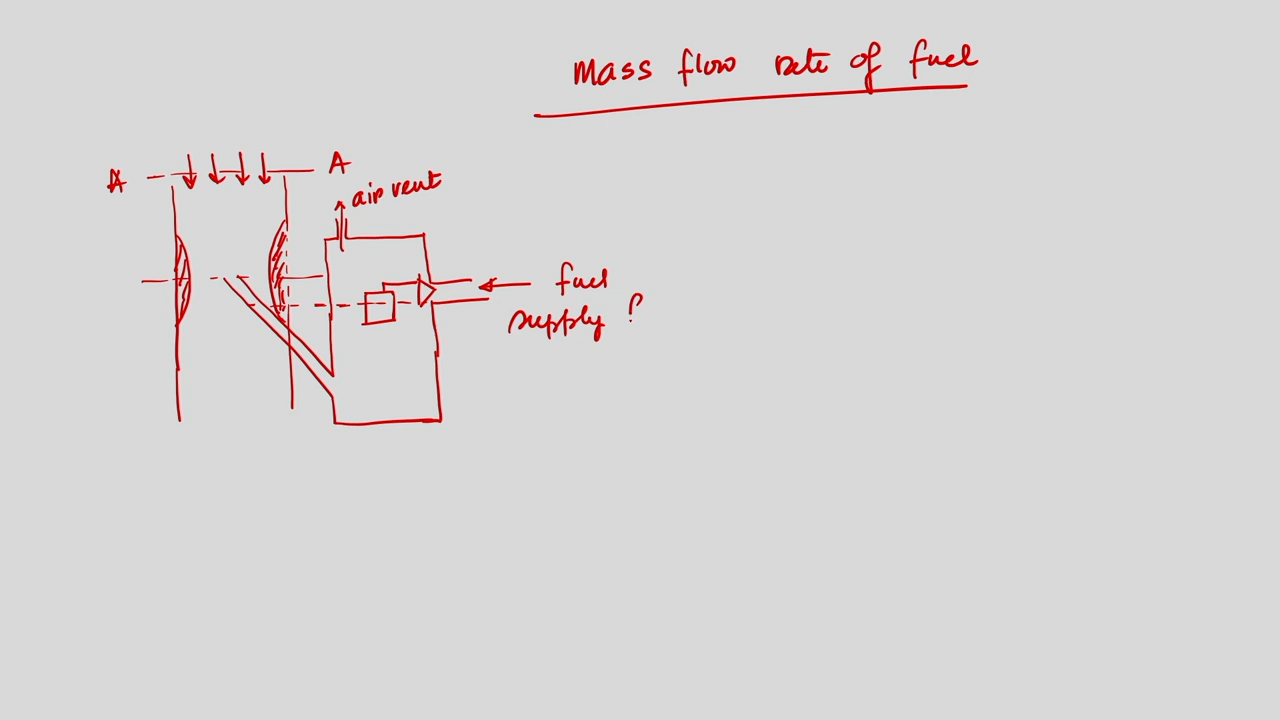 Mass flow rate of fuel
A A
air vent
fuel
supply ?